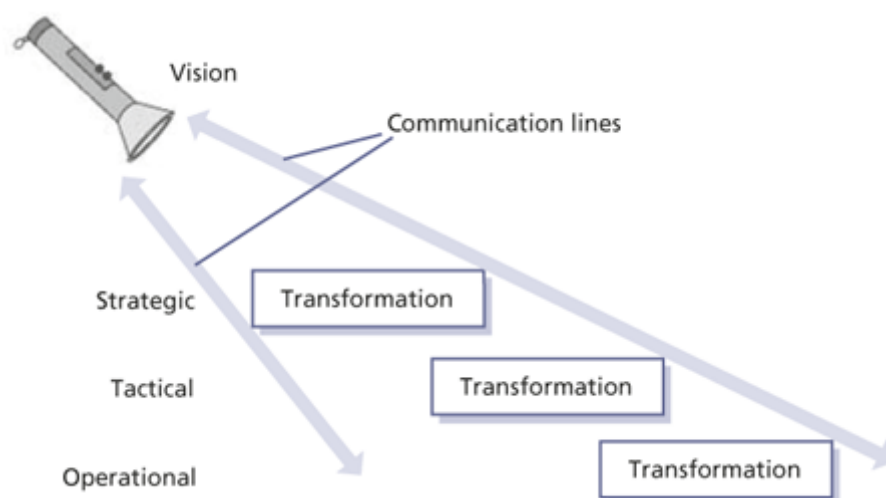 Vision
Communication lines
Strategic
Transformation
Tactical
Transformation
Operational
Transformation